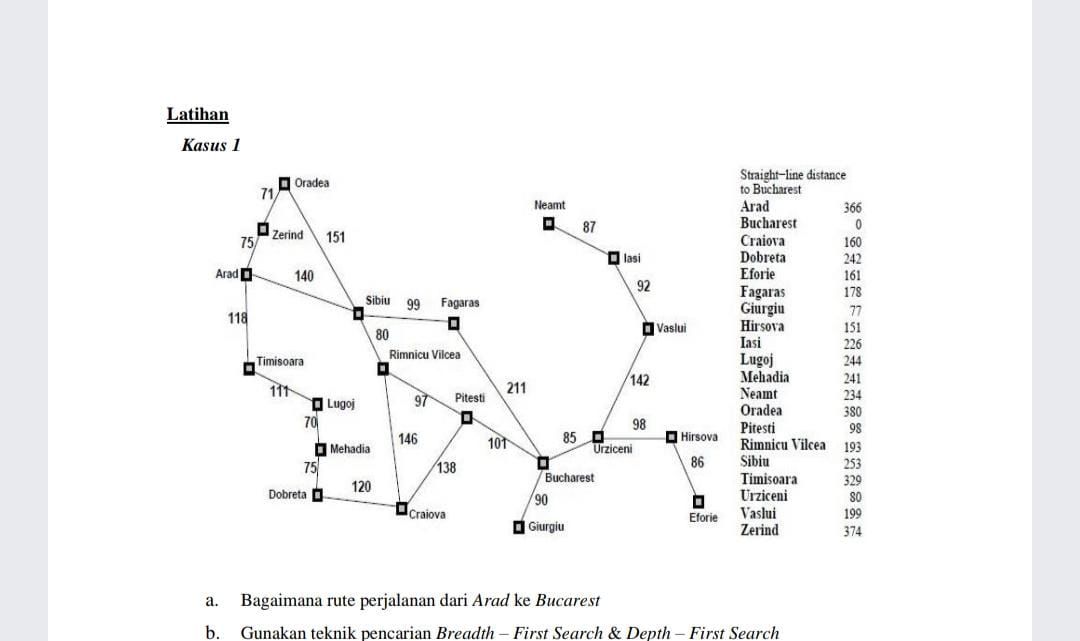 Latihan
Kasus 1
Straight-line distance
to Bucharest
Arad 366
Bucharest 0
Craiova 160
Dobreta 242
Eforie 161
Fagaras 178
Giurgiu 77
Hirsova 151
Iasi 226
Lugoj 244
Mehadia 241
Neamt 234
Oradea 380
Pitesti 98
Rimnicu Vilcea 193
Sibiu 253
Timisoara 329
Urziceni 80
Vaslui 199
Zerind 374
Oradea
71
Neamt
87
Zerind
151
75
Iasi
Arad
140
92
Sibiu
99
Fagaras
118
Vaslui
80
Rimnicu Vilcea
Timisoara
142
211
111
97
Pitesti
Lugoj
70
98
146
85
Hirsova
101
Urziceni
Mehadia
86
75
138
Bucharest
120
Dobreta
90
Craiova
Eforie
Giurgiu
a. Bagaimana rute perjalanan dari Arad ke Bucarest
b. Gunakan teknik pencarian Breadth – First Search & Depth – First Search